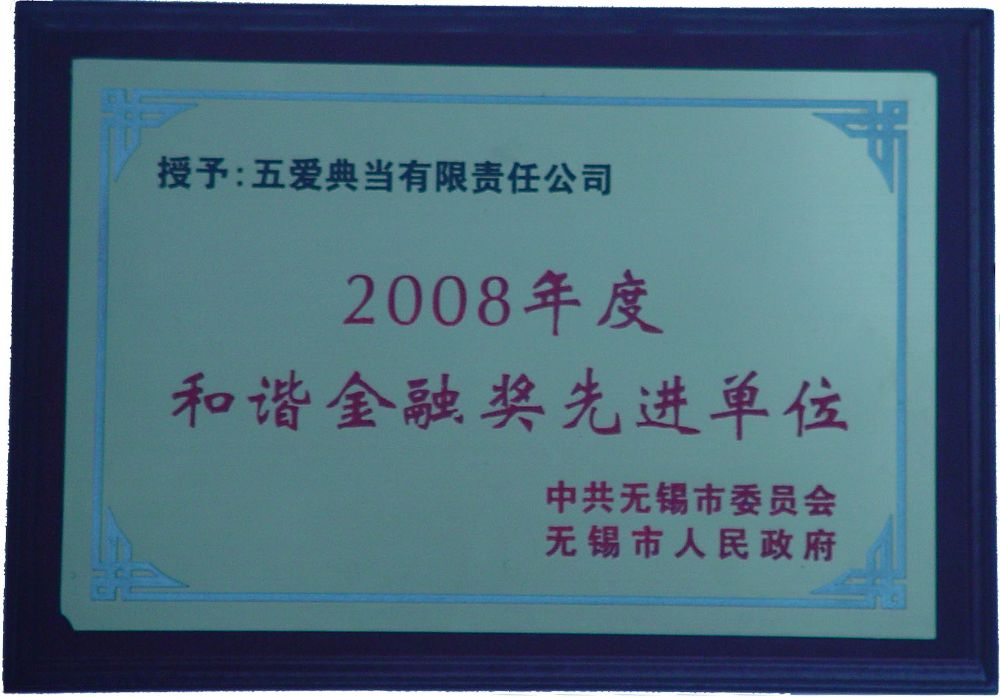 授予:五爱典当有限责任公司
2008年度
和谐金融奖先进单位
中共无锡市委员会
无锡市人民政府